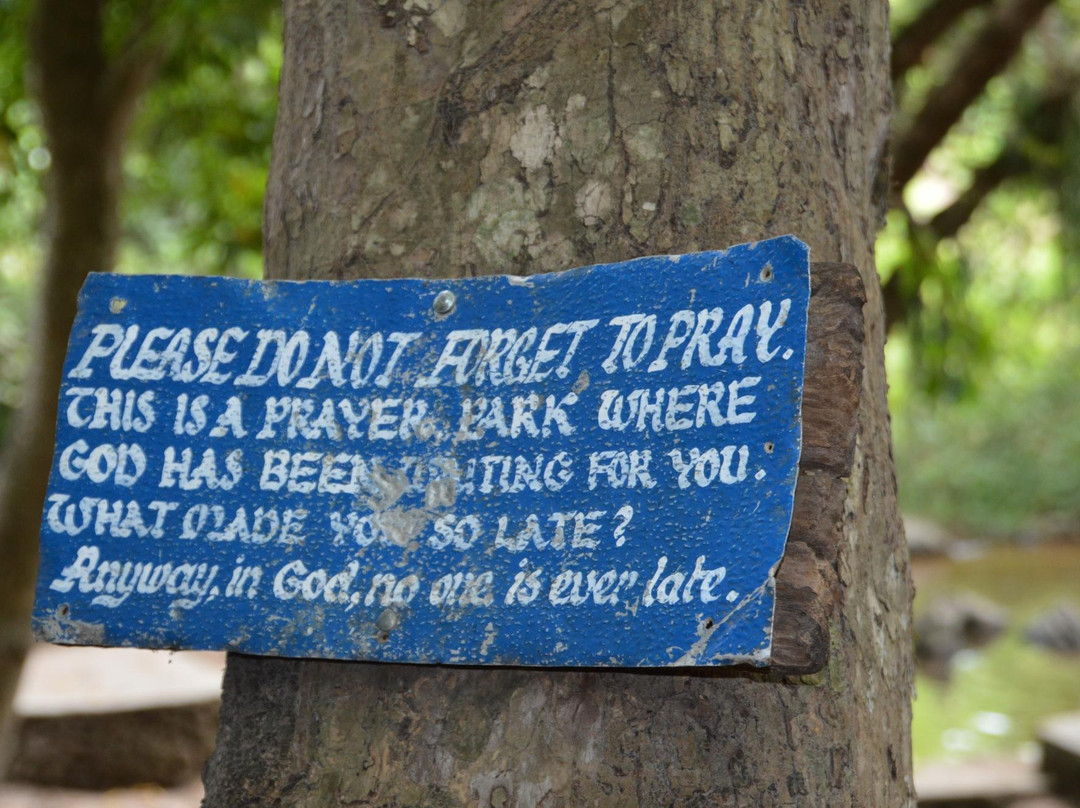 PLEASE DO NOT FORGET TO PRAY.
THIS IS A PRAYER PARK WHERE
GOD HAS BEEN WAITING FOR YOU.
WHAT MADE YOU SO LATE?
Anyway, in God, no one is ever late.